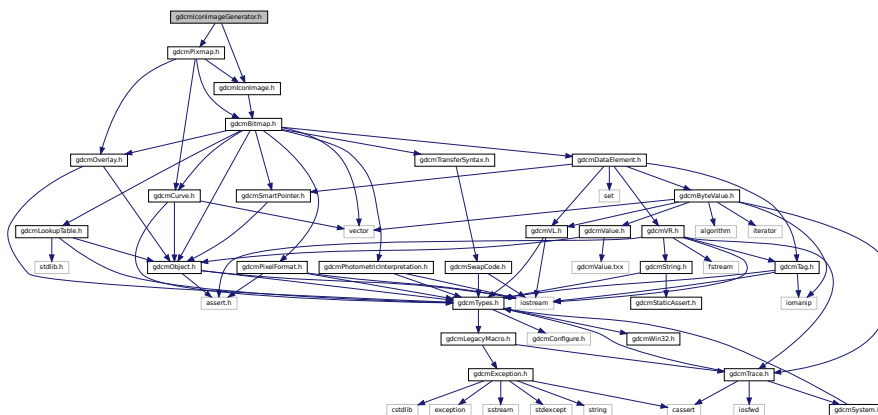 gdcmIconImageGenerator.h
gdcmPixmap.h
gdcmIconImage.h
gdcmBitmap.h
gdcmOverlay.h
gdcmTransferSyntax.h
gdcmDataElement.h
gdcmCurve.h
gdcmSmartPointer.h
set
gdcmByteValue.h
gdcmLookupTable.h
vector
gdcmVL.h
gdcmValue.h
gdcmVR.h
algorithm
iterator
stdlib.h
gdcmObject.h
gdcmPixelFormat.h
gdcmPhotometricInterpretation.h
gdcmSwapCode.h
gdcmValue.txx
gdcmString.h
fstream
gdcmTag.h
assert.h
gdcmTypes.h
iostream
gdcmStaticAssert.h
iomanip
gdcmLegacyMacro.h
gdcmConfigure.h
gdcmWin32.h
gdcmException.h
gdcmTrace.h
cstdlib
exception
sstream
stdexcept
string
cassert
iosfwd
gdcmSystem.h